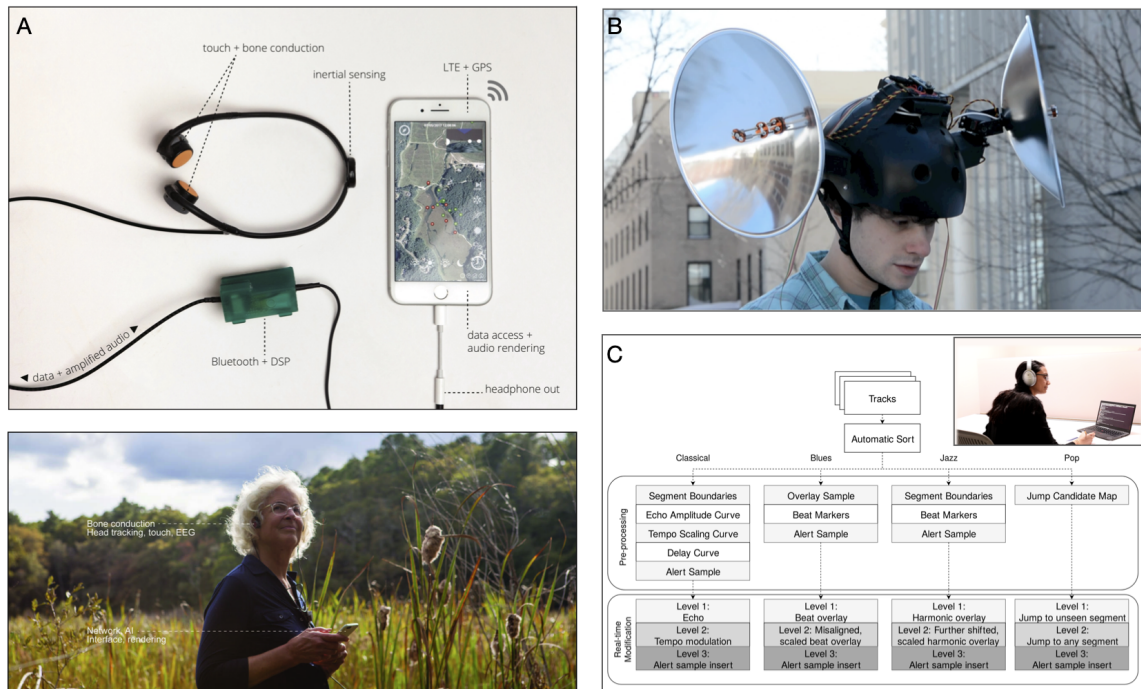 A
touch + bone conduction
inertial sensing
LTE + GPS
data access +
audio rendering
headphone out
Bluetooth + DSP
◄ data + amplified audio ►
Bone conduction
Head tracking, touch, EEG
Network, AI
Interface, rendering
B
C
Tracks
Automatic Sort
Classical
Blues
Jazz
Pop
Pre-processing
Segment Boundaries
Echo Amplitude Curve
Tempo Scaling Curve
Delay Curve
Alert Sample
Overlay Sample
Beat Markers
Alert Sample
Segment Boundaries
Beat Markers
Alert Sample
Jump Candidate Map
Real-time
Modification
Level 1:
Echo
Level 2:
Tempo modulation
Level 3:
Alert sample insert
Level 1:
Beat overlay
Level 2: Misaligned,
scaled beat overlay
Level 3:
Alert sample insert
Level 1:
Harmonic overlay
Level 2: Further shifted,
scaled harmonic overlay
Level 3:
Alert sample insert
Level 1:
Jump to unseen segment
Level 2:
Jump to any segment
Level 3:
Alert sample insert